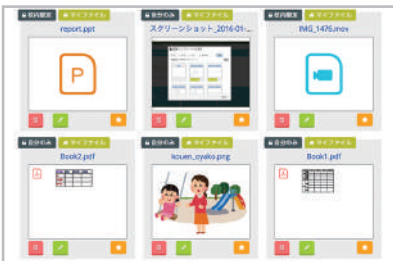 校内限定 マイファイル
自分のみ マイファイル
校内限定 マイファイル
report.ppt
スクリーンショット_2016-01-...
IMG_1476.mov
P
自分のみ マイファイル
自分のみ マイファイル
自分のみ マイファイル
Book2.pdf
kouen_oyako.png
Book1.pdf